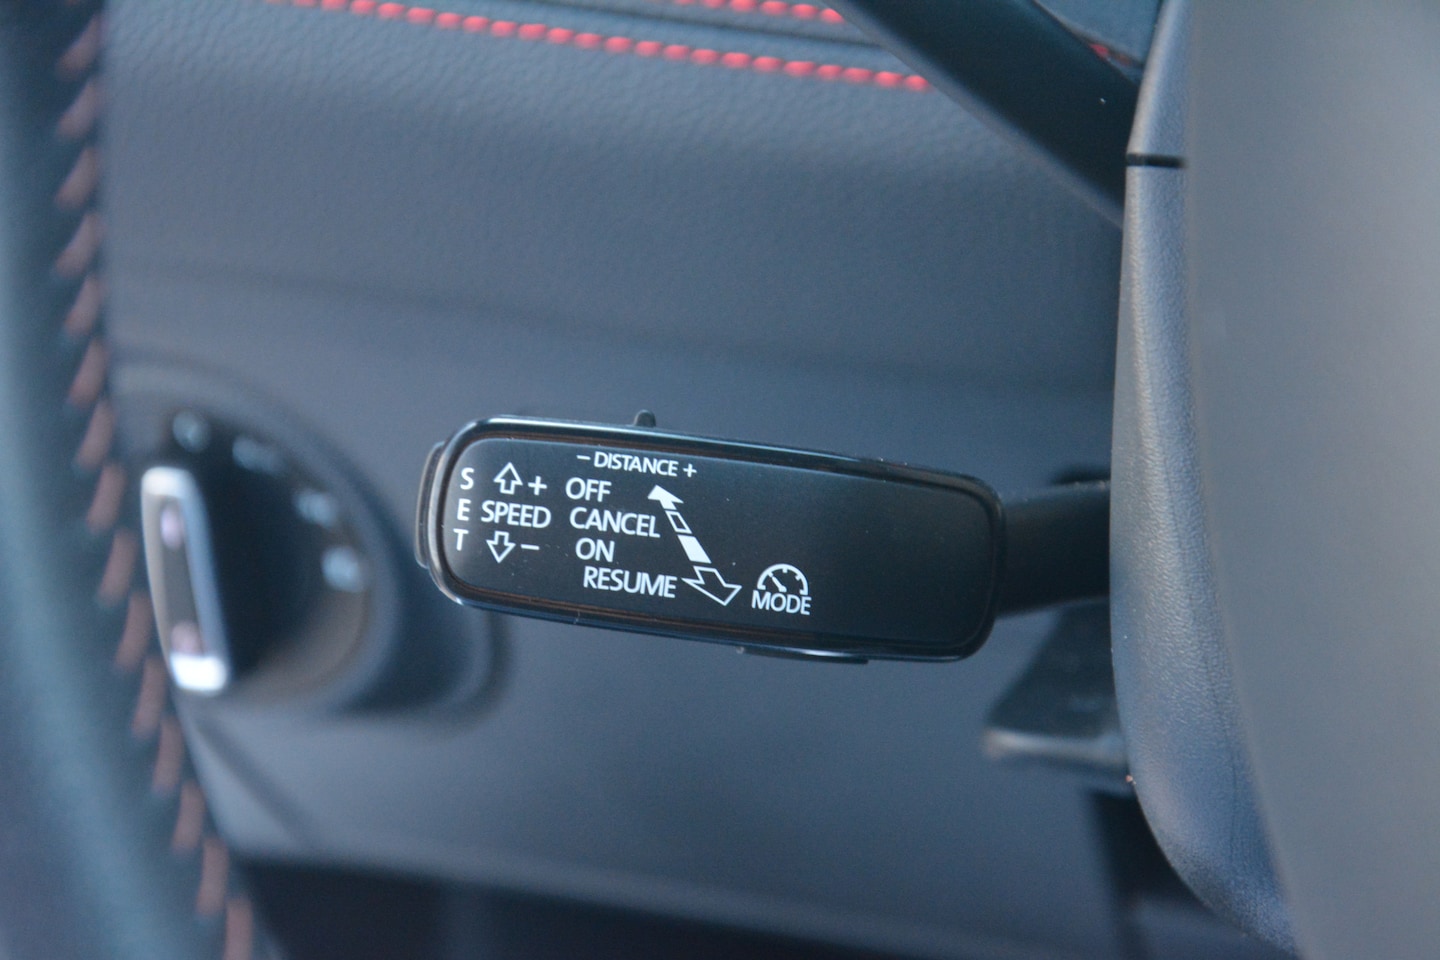 − DISTANCE +
S + OFF
E SPEED CANCEL
T − ON
RESUME
MODE